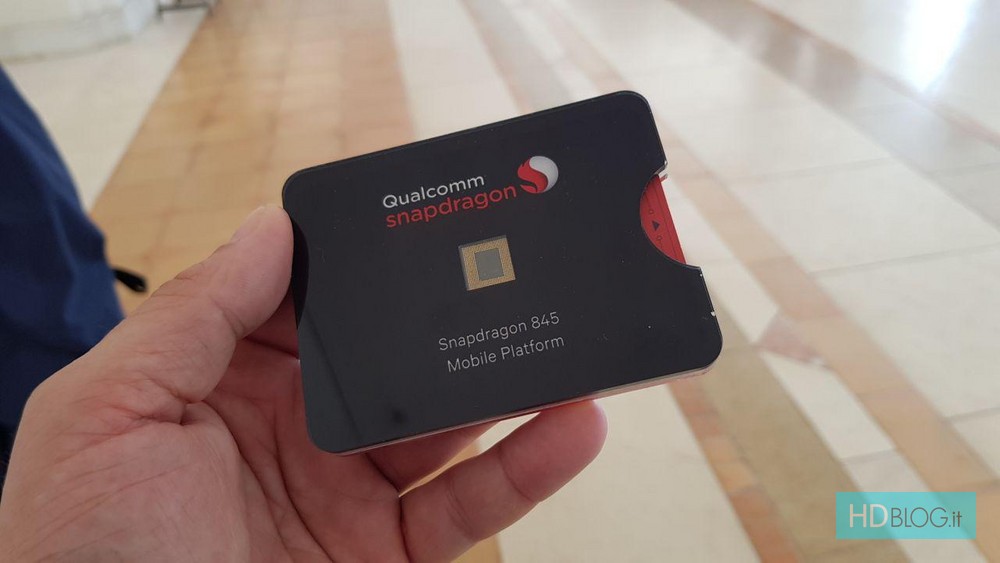 Qualcomm
snapdragon
Snapdragon 845
Mobile Platform
HDBLOG.it